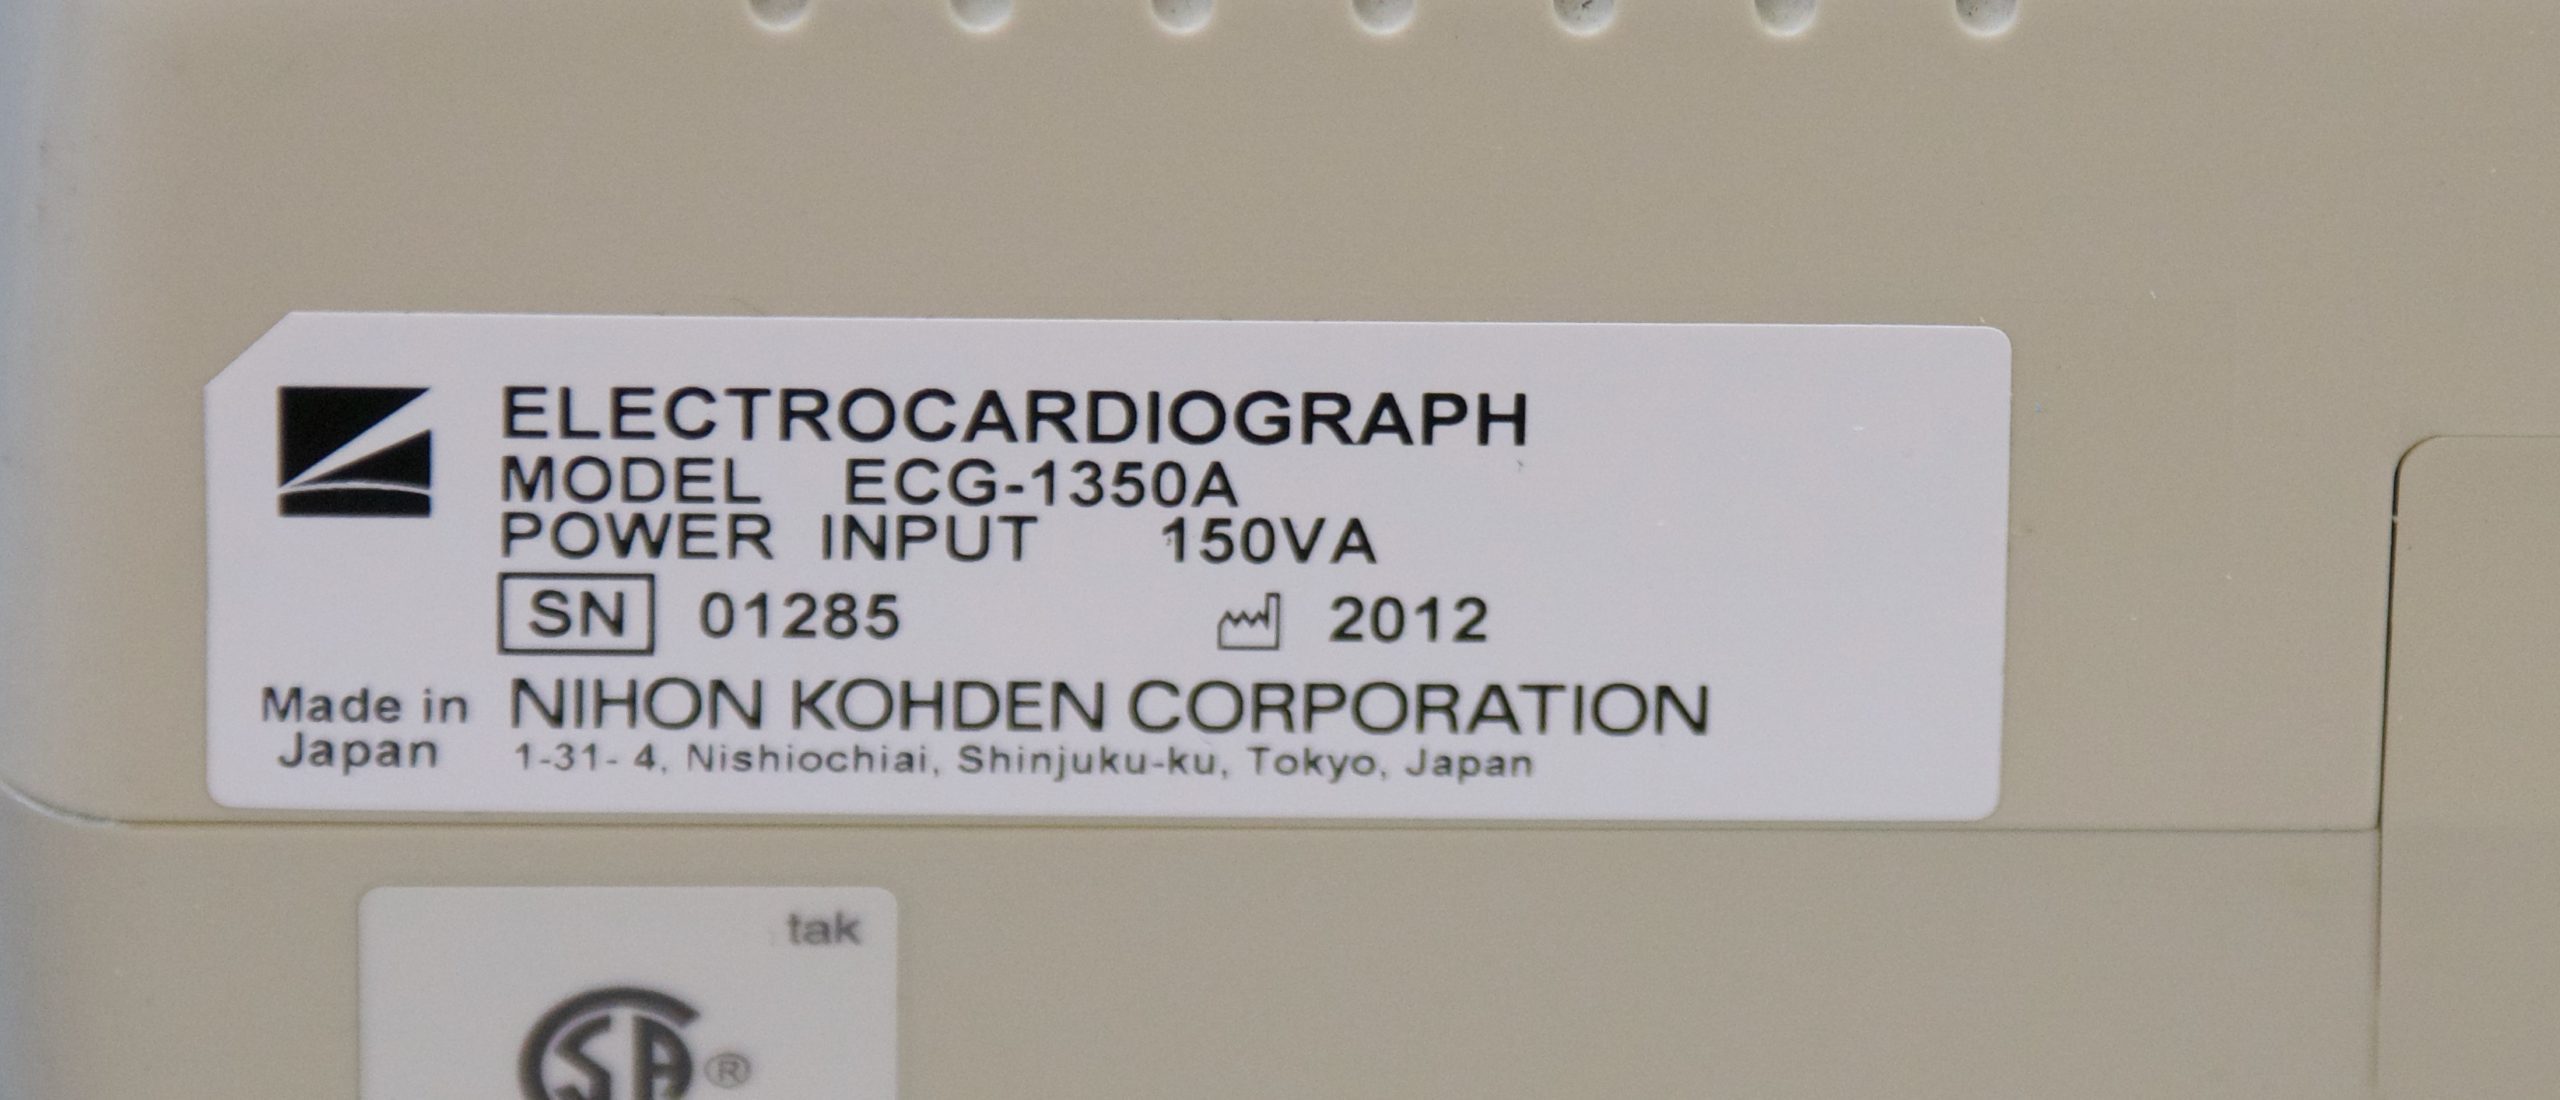 ELECTROCARDIOGRAPH
MODEL ECG-1350A
POWER INPUT 150VA
SN 01285 2012
Made in Japan
NIHON KOHDEN CORPORATION
1-31- 4, Nishiochiai, Shinjuku-ku, Tokyo, Japan
tak
SA ®